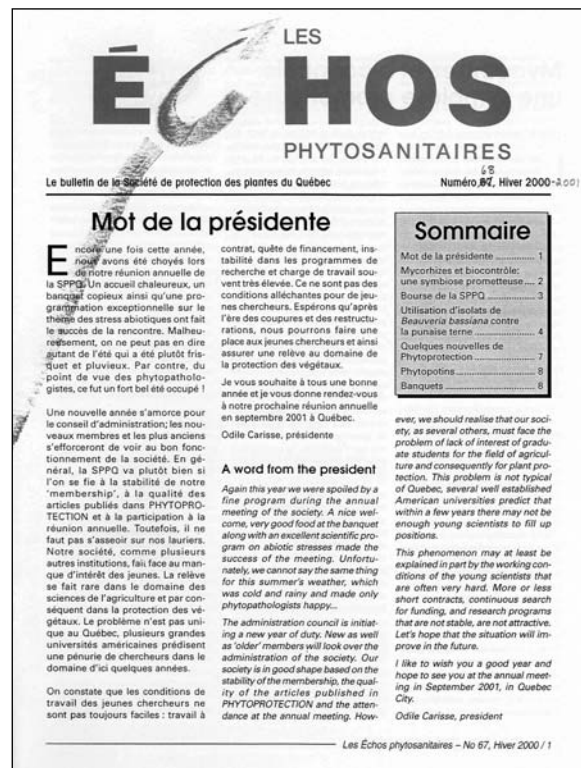 LES
ÉCHOS
PHYTOSANITAIRES
Le bulletin de la Société de protection des plantes du Québec
68
Numéro 67, Hiver 2000-2001
Mot de la présidente
Encore une fois cette année,
nous avons été choyés lors
de notre réunion annuelle de
la SPPQ. Un accueil chaleureux, un
banquet copieux ainsi qu'une pro-
grammation exceptionnelle sur le
thème des stress abiotiques ont fait
le succès de la rencontre. Malheu-
reusement, on ne peut pas en dire
autant de l'été qui a été plutôt fris-
quet et pluvieux. Par contre, du
point de vue des phytopatholo-
gistes, ce fut un fort bel été occupé !
Une nouvelle année s'amorce pour
le conseil d'administration; les nou-
veaux membres et les plus anciens
s'efforceront de voir au bon fonc-
tionnement de la société. En gé-
néral, la SPPQ va plutôt bien si
l'on se fie à la stabilité de notre
'membership', à la qualité des
articles publiés dans PHYTOPRO-
TECTION et à la participation à la
réunion annuelle. Toutefois, il ne
faut pas s'asseoir sur nos lauriers.
Notre société, comme plusieurs
autres institutions, fait face au man-
que d'intérêt des jeunes. La relève
se fait rare dans le domaine des
sciences de l'agriculture et par con-
séquent dans la protection des vé-
gétaux. Le problème n'est pas uni-
que au Québec, plusieurs grandes
universités américaines prédisent
une pénurie de chercheurs dans le
domaine d'ici quelques années.
On constate que les conditions de
travail des jeunes chercheurs ne
sont pas toujours faciles : travail à
contrat, quête de financement, ins-
tabilité dans les programmes de
recherche et charge de travail sou-
vent très élevée. Ce ne sont pas des
conditions alléchantes pour de jeu-
nes chercheurs. Espérons qu'après
l'ère des coupures et des restructu-
rations, nous pourrons faire une
place aux jeunes chercheurs et ainsi
assurer une relève au domaine de
la protection des végétaux.
Je vous souhaite à tous une bonne
année et je vous donne rendez-vous
à notre prochaine réunion annuelle
en septembre 2001 à Québec.
Odile Carisse, présidente
A word from the president
Again this year we were spoiled by a
fine program during the annual
meeting of the society. A nice wel-
come, very good food at the banquet
along with an excellent scientific pro-
gram on abiotic stresses made the
success of the meeting. Unfortu-
nately, we cannot say the same thing
for this summer's weather, which
was cold and rainy and made only
phytopathologists happy...
The administration council is initiat-
ing a new year of duty. New as well
as 'older' members will look over the
administration of the society. Our
society is in good shape based on the
stability of the membership, the qual-
ity of the articles published in
PHYTOPROTECTION and the atten-
dance at the annual meeting. How-
Sommaire
Mot de la présidente .............. 1
Mycorhizes et biocontrôle:
une symbiose prometteuse ... 2
Bourse de la SPPQ ................ 3
Utilisation d'isolats de
Beauveria bassiana contre
la punaise terne .................... 4
Quelques nouvelles de
Phytoprotection .................... 7
Phytopotins ........................... 8
Banquets ............................... 8
ever, we should realise that our soci-
ety, as several others, must face the
problem of lack of interest of gradu-
ate students for the field of agricul-
ture and consequently for plant pro-
tection. This problem is not typical
of Quebec, several well established
American universities predict that
within a few years there may not be
enough young scientists to fill up
positions.
This phenomenon may at least be
explained in part by the working con-
ditions of the young scientists that
are often very hard. More or less
short contracts, continuous search
for funding, and research programs
that are not stable, are not attractive.
Let's hope that the situation will im-
prove in the future.
I like to wish you a good year and
hope to see you at the annual meet-
ing in September 2001, in Quebec
City.
Odile Carisse, president
Les Échos phytosanitaires – No 67, Hiver 2000 / 1